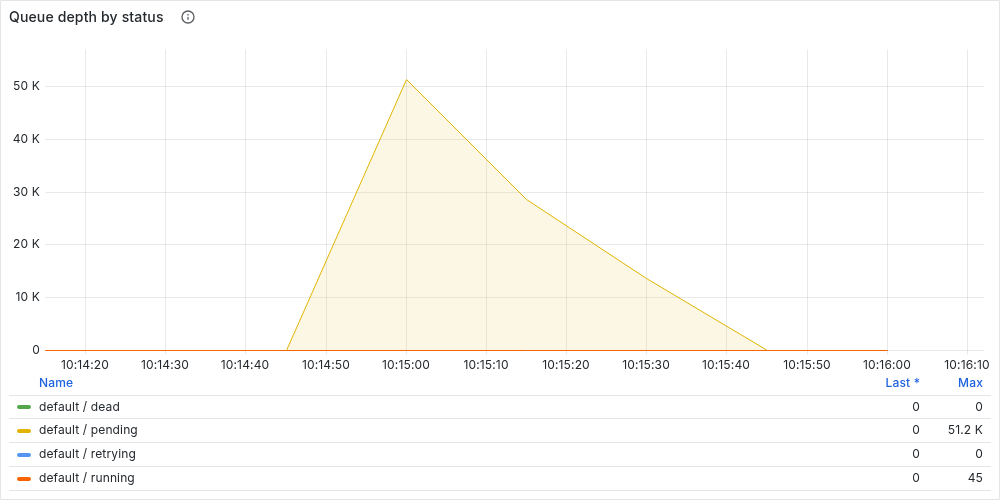 Queue depth by status
50 K
40 K
30 K
20 K
10 K
0
10:14:20 10:14:30 10:14:40 10:14:50 10:15:00 10:15:10 10:15:20 10:15:30 10:15:40 10:15:50 10:16:00 10:16:10
Name Last * Max
default / dead 0 0
default / pending 0 51.2 K
default / retrying 0 0
default / running 0 45